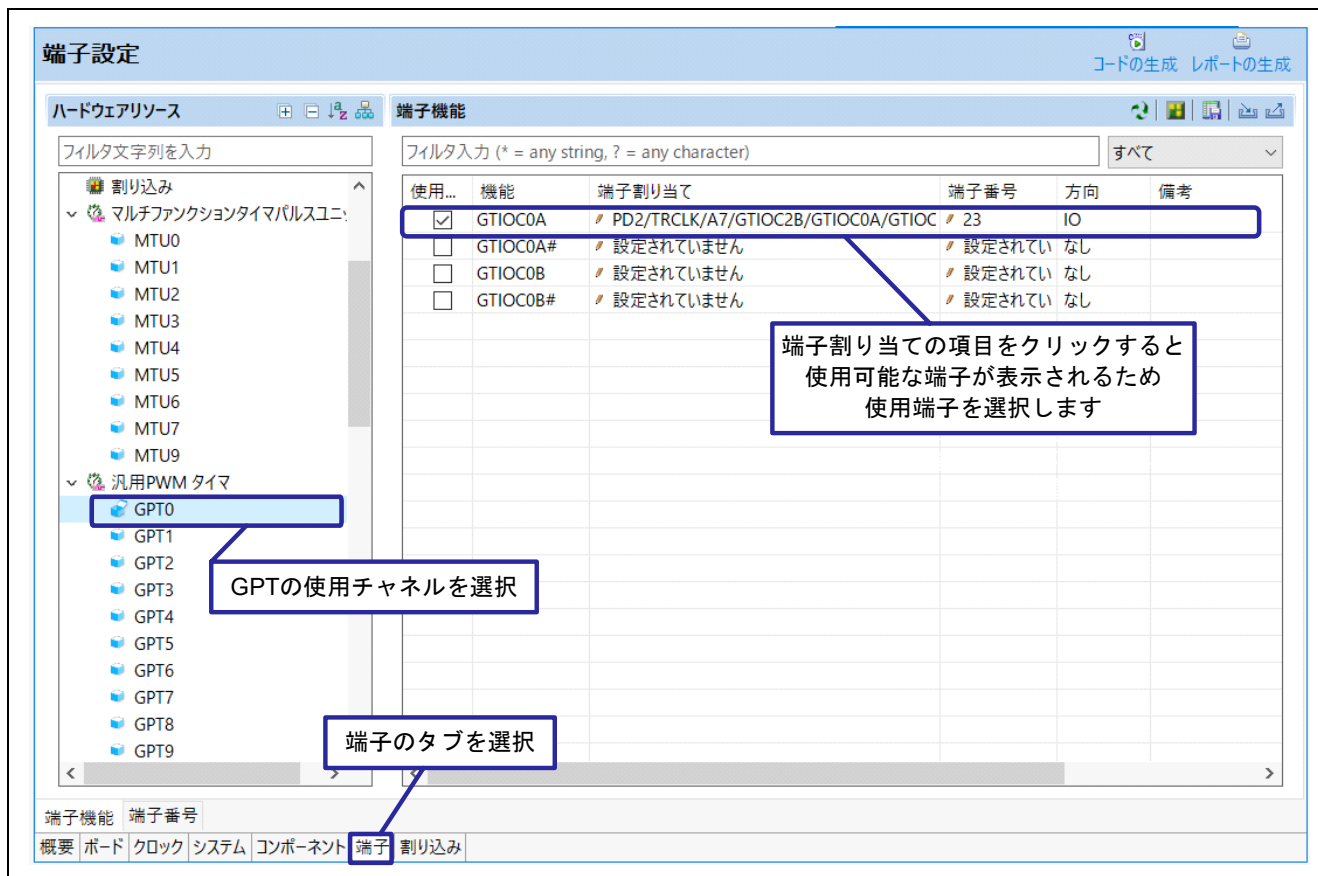 端子設定
コードの生成 レポートの生成
ハードウェアリソース
端子機能
フィルタ文字列を入力
フィルタ入力 (* = any string, ? = any character)
すべて
割り込み
マルチファンクションタイマパルスユニッ
MTU0
MTU1
MTU2
MTU3
MTU4
MTU5
MTU6
MTU7
MTU9
汎用PWM タイマ
GPT0
GPT1
GPT2
GPT3
GPT4
GPT5
GPT6
GPT7
GPT8
GPT9
使用... 機能 端子割り当て 端子番号 方向 備考
GTIOC0A PD2/TRCLK/A7/GTIOC2B/GTIOC0A/GTIOC 23 IO
GTIOC0A# 設定されていません 設定されてい なし
GTIOC0B 設定されていません 設定されてい なし
GTIOC0B# 設定されていません 設定されてい なし
端子割り当ての項目をクリックすると
使用可能な端子が表示されるため
使用端子を選択します
GPTの使用チャネルを選択
端子のタブを選択
端子機能 端子番号
概要 ボード クロック システム コンポーネント 端子 割り込み